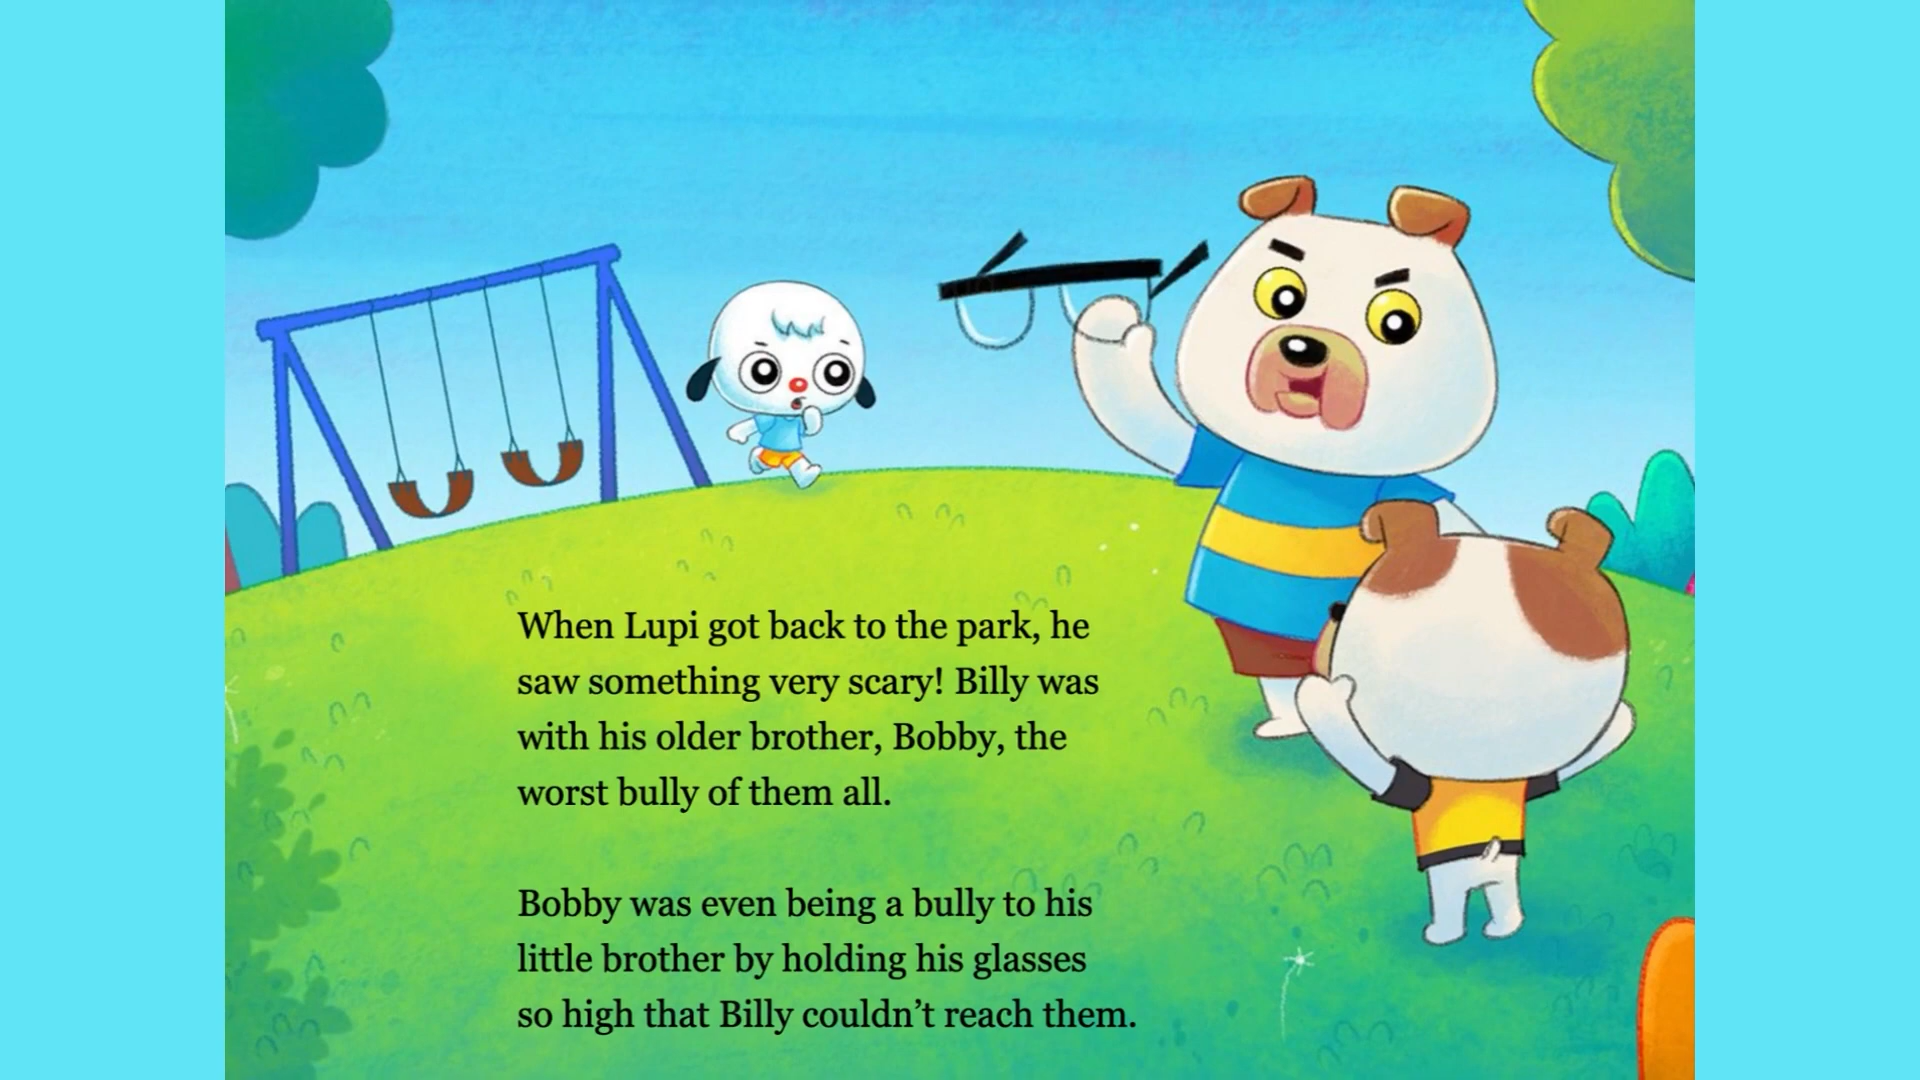 When Lupi got back to the park, he
saw something very scary! Billy was
with his older brother, Bobby, the
worst bully of them all.
Bobby was even being a bully to his
little brother by holding his glasses
so high that Billy couldn’t reach them.